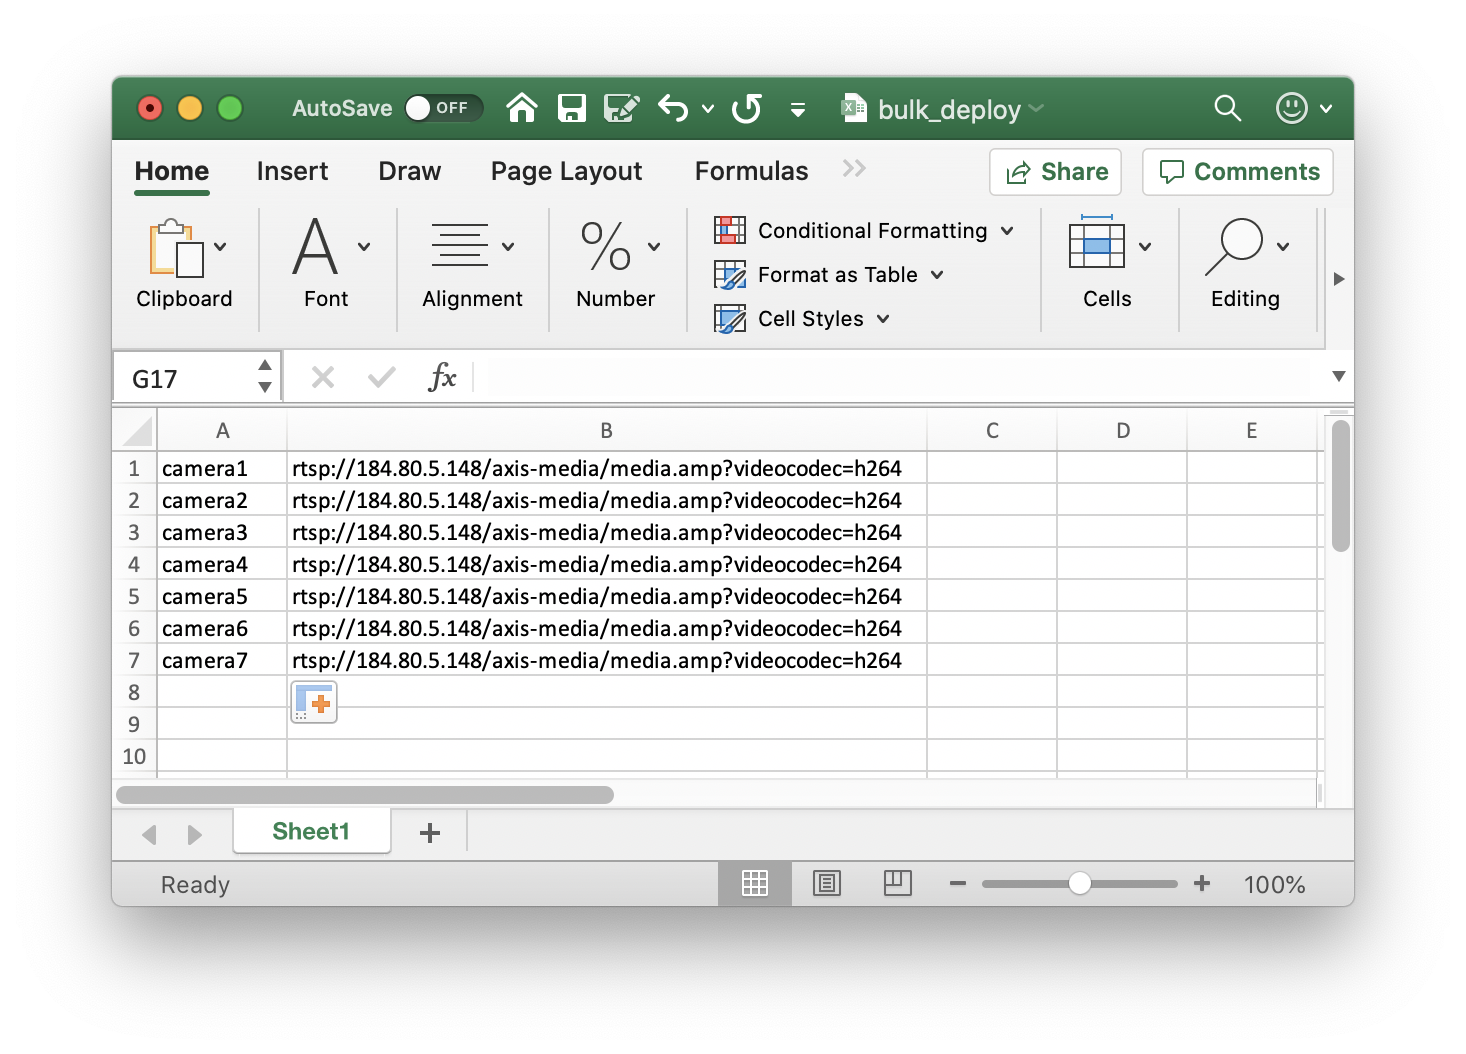 AutoSave OFF bulk_deploy
Home Insert Draw Page Layout Formulas >> Share Comments
Clipboard Font Alignment Number Conditional Formatting Format as Table Cell Styles Cells Editing
G17 fx
A B C D E
1 camera1 rtsp://184.80.5.148/axis-media/media.amp?videocodec=h264
2 camera2 rtsp://184.80.5.148/axis-media/media.amp?videocodec=h264
3 camera3 rtsp://184.80.5.148/axis-media/media.amp?videocodec=h264
4 camera4 rtsp://184.80.5.148/axis-media/media.amp?videocodec=h264
5 camera5 rtsp://184.80.5.148/axis-media/media.amp?videocodec=h264
6 camera6 rtsp://184.80.5.148/axis-media/media.amp?videocodec=h264
7 camera7 rtsp://184.80.5.148/axis-media/media.amp?videocodec=h264
8
9
10
Sheet1 +
Ready 100%